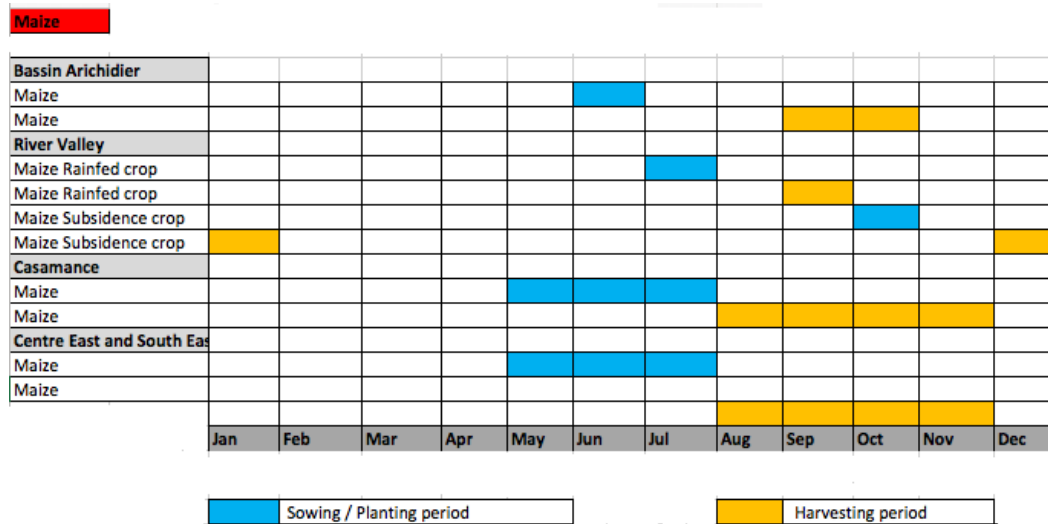 Maize
Bassin Arichidier
Maize
Maize
River Valley
Maize Rainfed crop
Maize Rainfed crop
Maize Subsidence crop
Maize Subsidence crop
Casamance
Maize
Maize
Centre East and South Eas
Maize
Maize
Jan Feb Mar Apr May Jun Jul Aug Sep Oct Nov Dec
Sowing / Planting period Harvesting period